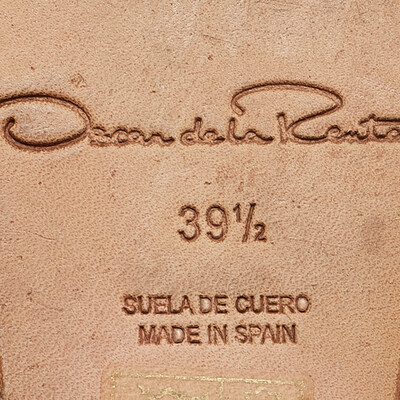 Oscar de la Renta
39½
SUELA DE CUERO
MADE IN SPAIN